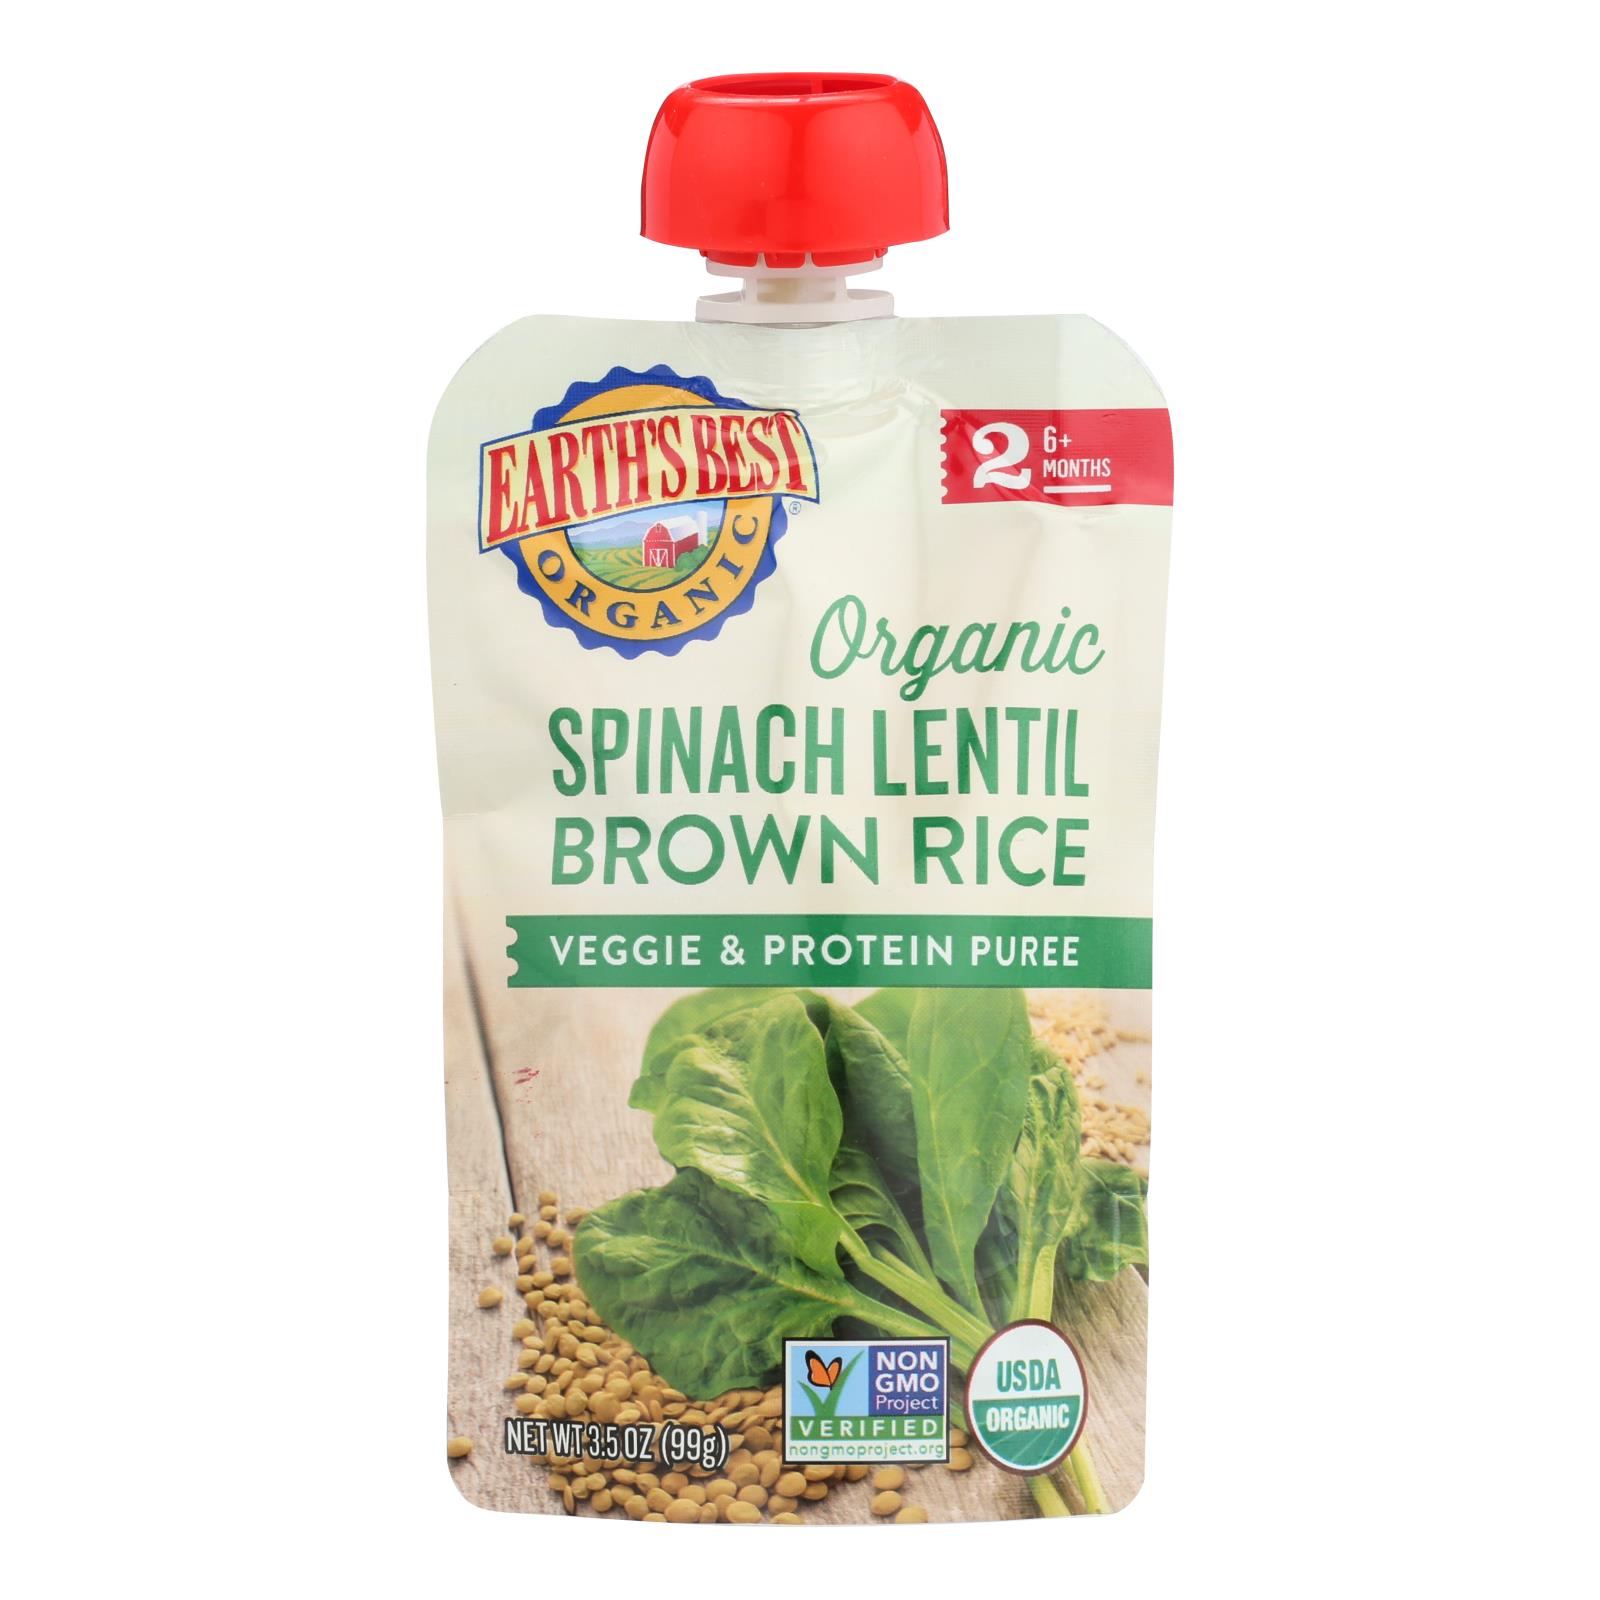 EARTH'S BEST
®
ORGANIC
2
6+
MONTHS
Organic
SPINACH LENTIL
BROWN RICE
VEGGIE & PROTEIN PUREE
NET WT 3.5 OZ (99g)
NON
GMO
Project
VERIFIED
nongmoproject.org
USDA
ORGANIC